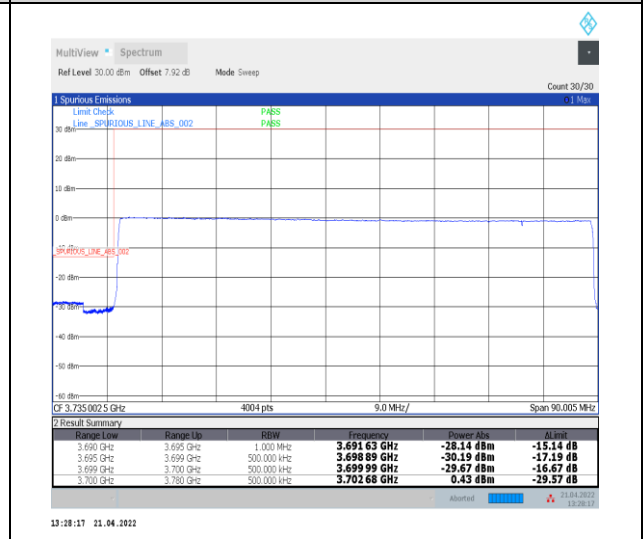 MultiView Spectrum
Ref Level 30.00 dBm Offset 7.92 dB Mode Sweep
Count 30/30
1 Spurious Emissions 1 Max
Limit Check PASS
Line _SPURIOUS_LINE_ABS_002 PASS
30 dBm
20 dBm
10 dBm
0 dBm
-10 dBm
_SPURIOUS_LINE_ABS_002
-20 dBm
-30 dBm
-40 dBm
-50 dBm
-60 dBm
CF 3.735 002 5 GHz 4004 pts 9.0 MHz/ Span 90.005 MHz
2 Result Summary
Range Low Range Up RBW Frequency Power Abs ΔLimit
3.690 GHz 3.695 GHz 1.000 MHz 3.691 63 GHz -28.14 dBm -15.14 dB
3.695 GHz 3.699 GHz 500.000 kHz 3.698 89 GHz -30.19 dBm -17.19 dB
3.699 GHz 3.700 GHz 500.000 kHz 3.699 99 GHz -29.67 dBm -16.67 dB
3.700 GHz 3.780 GHz 500.000 kHz 3.702 68 GHz 0.43 dBm -29.57 dB
Aborted 21.04.2022
13:28:17
13:28:17 21.04.2022